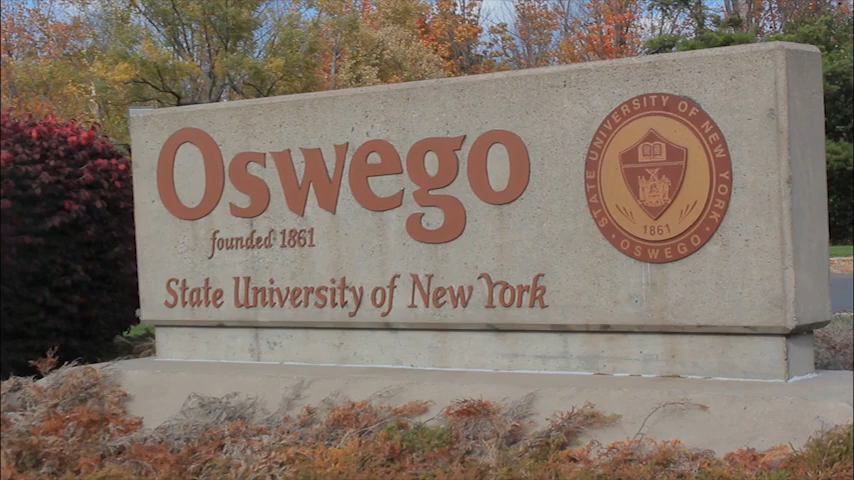 Oswego
founded 1861
State University of New York
STATE UNIVERSITY OF NEW YORK
1861
OSWEGO